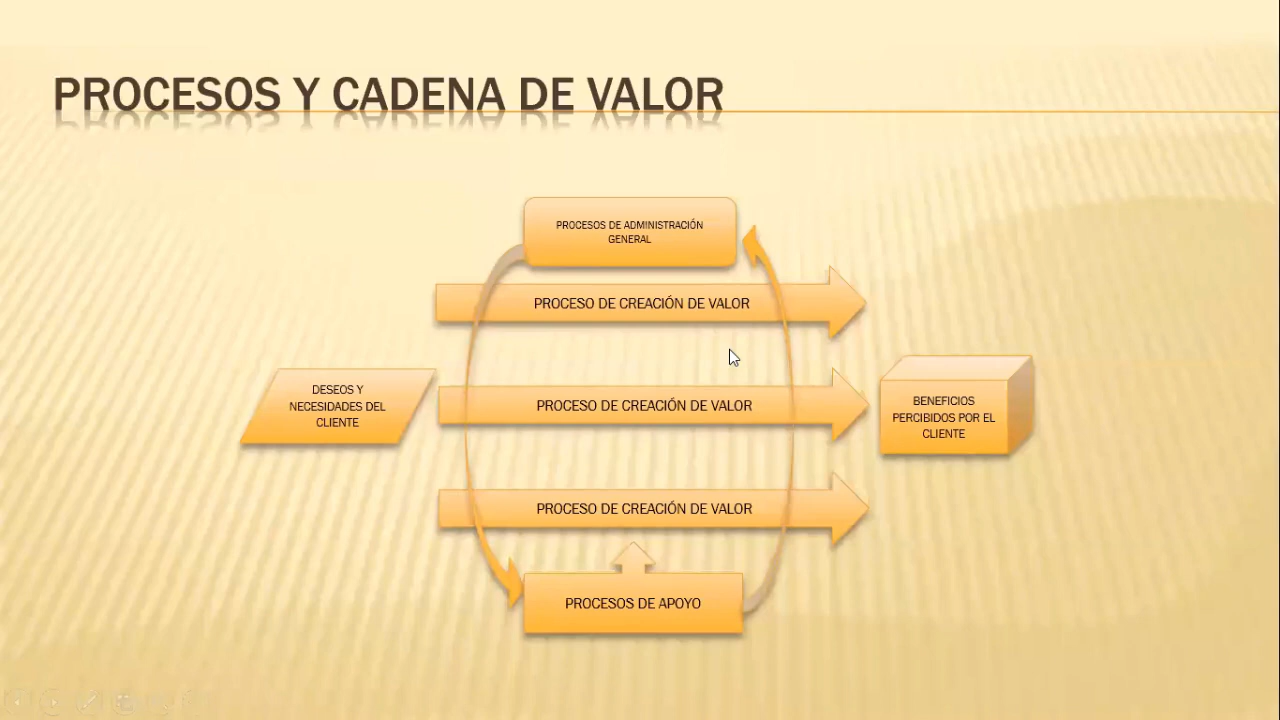 PROCESOS Y CADENA DE VALOR
PROCESOS DE ADMINISTRACIÓN
GENERAL
PROCESO DE CREACIÓN DE VALOR
DESEOS Y
NECESIDADES DEL
CLIENTE
PROCESO DE CREACIÓN DE VALOR
BENEFICIOS
PERCIBIDOS POR EL
CLIENTE
PROCESO DE CREACIÓN DE VALOR
PROCESOS DE APOYO